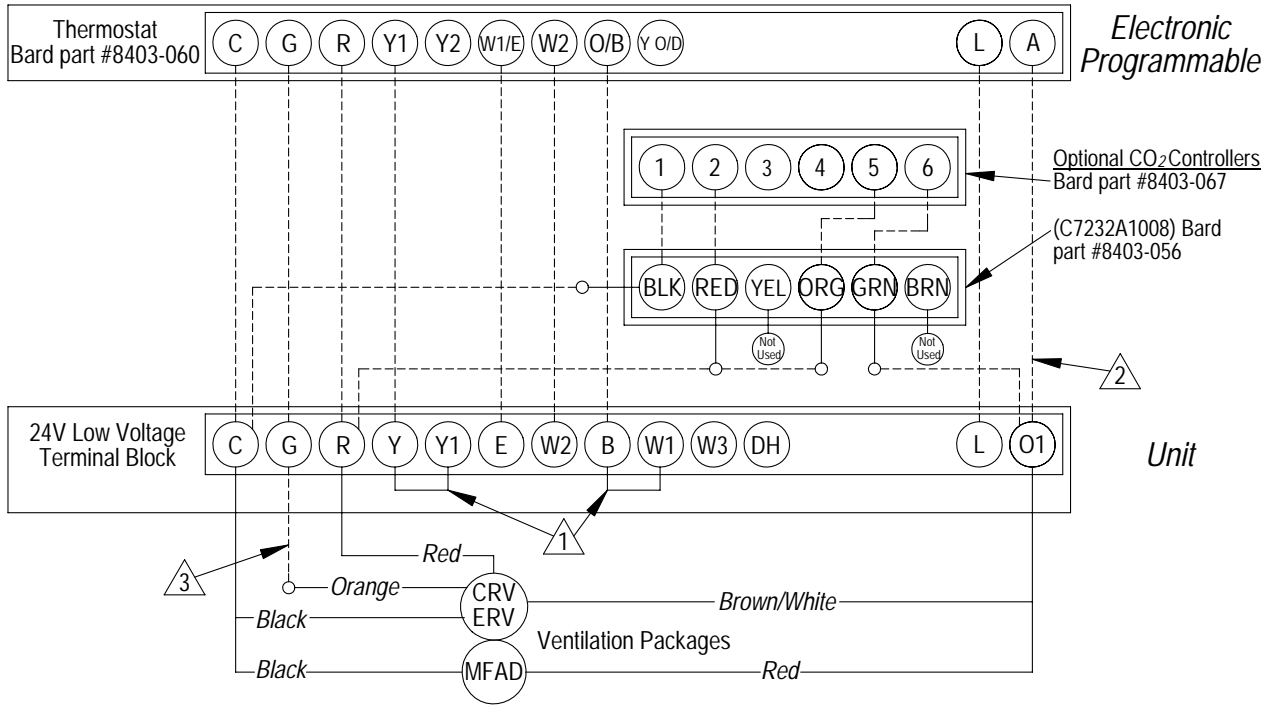 Thermostat
Bard part #8403-060
C G R Y1 Y2 W1/E W2 O/B Y O/D L A
Electronic
Programmable
1 2 3 4 5 6
Optional CO2 Controllers
Bard part #8403-067
(C7232A1008) Bard
part #8403-056
BLK RED YEL ORG GRN BRN
Not
Used
Not
Used
2
24V Low Voltage
Terminal Block
C G R Y Y1 E W2 B W1 W3 DH L O1
Unit
1
3
Red
Orange
CRV
ERV
Brown/White
Black
Ventilation Packages
Black
MFAD
Red